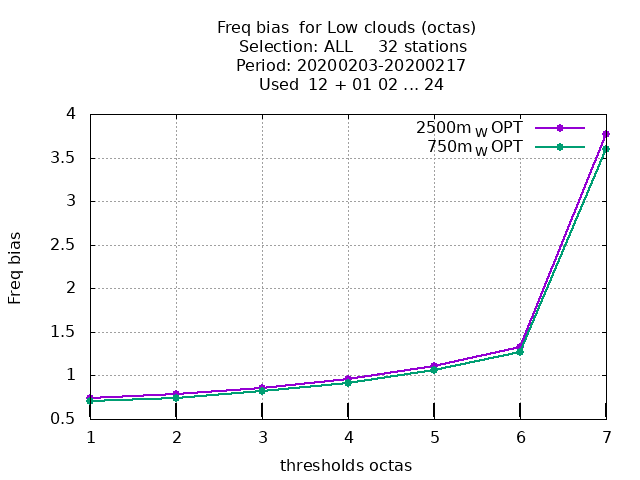 Freq bias  for Low clouds (octas)
Selection: ALL     32 stations
Period: 20200203-20200217
Used  12 + 01 02 ... 24
4
3.5
3
2.5
2
1.5
1
0.5
2500m W OPT
750m W OPT
Freq bias
1 2 3 4 5 6 7
thresholds octas